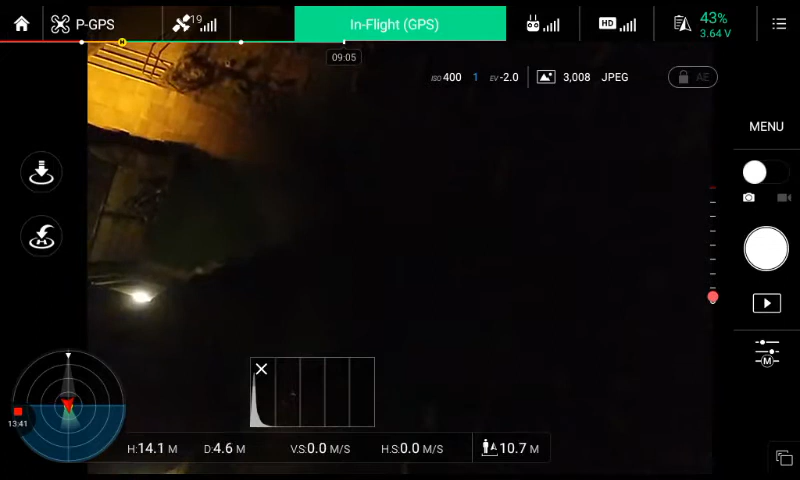 P-GPS
19
In-Flight (GPS)
HD
43%
3.64 V
H
09:05
ISO 400 1 EV -2.0 3,008 JPEG AE
MENU
H
M
13:41
H:14.1 M D:4.6 M V.S:0.0 M/S H.S:0.0 M/S 10.7 M